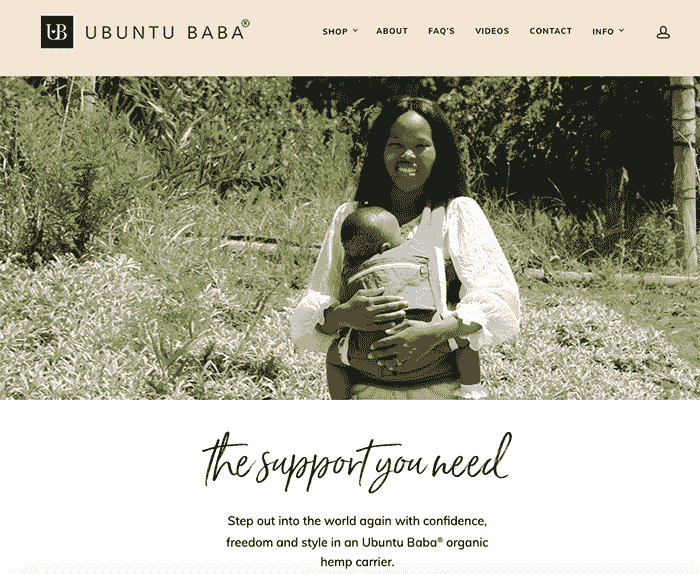 UB UBUNTU BABA®
SHOP ABOUT FAQ'S VIDEOS CONTACT INFO
the support you need
Step out into the world again with confidence,
freedom and style in an Ubuntu Baba® organic
hemp carrier.